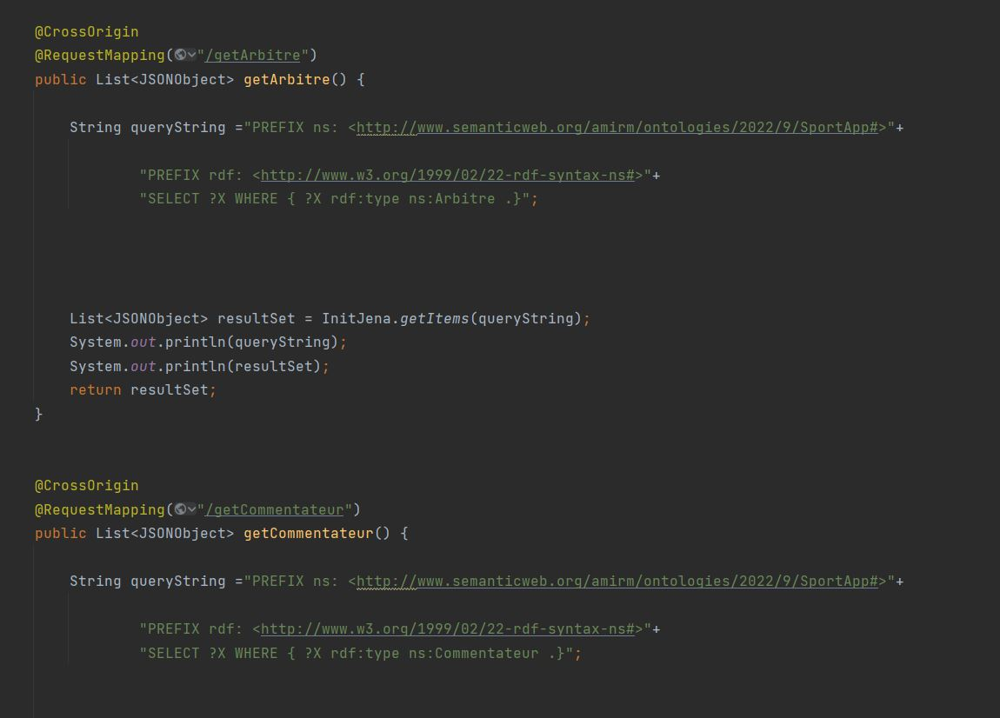 @CrossOrigin
@RequestMapping("/getArbitre")
public List<JSONObject> getArbitre() {
String queryString ="PREFIX ns: <http://www.semanticweb.org/amirm/ontologies/2022/9/SportApp#>"+
"PREFIX rdf: <http://www.w3.org/1999/02/22-rdf-syntax-ns#>"+
"SELECT ?X WHERE { ?X rdf:type ns:Arbitre .}";
List<JSONObject> resultSet = InitJena.getItems(queryString);
System.out.println(queryString);
System.out.println(resultSet);
return resultSet;
}
@CrossOrigin
@RequestMapping("/getCommentateur")
public List<JSONObject> getCommentateur() {
String queryString ="PREFIX ns: <http://www.semanticweb.org/amirm/ontologies/2022/9/SportApp#>"+
"PREFIX rdf: <http://www.w3.org/1999/02/22-rdf-syntax-ns#>"+
"SELECT ?X WHERE { ?X rdf:type ns:Commentateur .}";